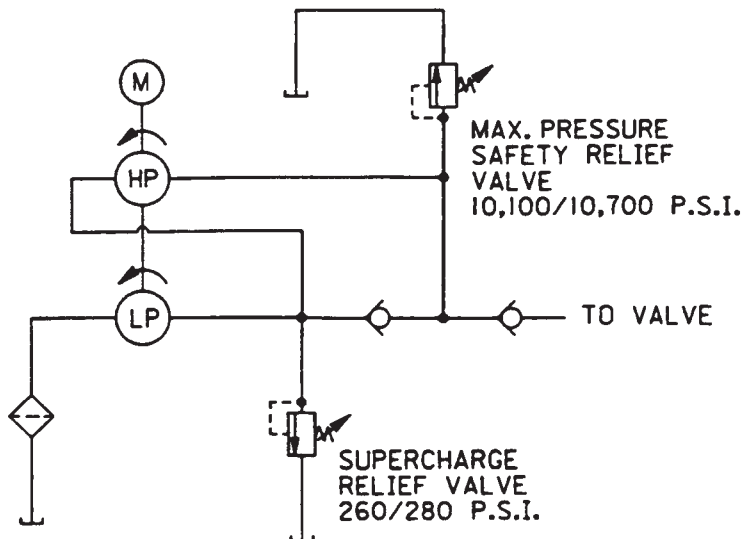 M
HP
LP
MAX. PRESSURE
SAFETY RELIEF
VALVE
10,100/10,700 P.S.I.
TO VALVE
SUPERCHARGE
RELIEF VALVE
260/280 P.S.I.